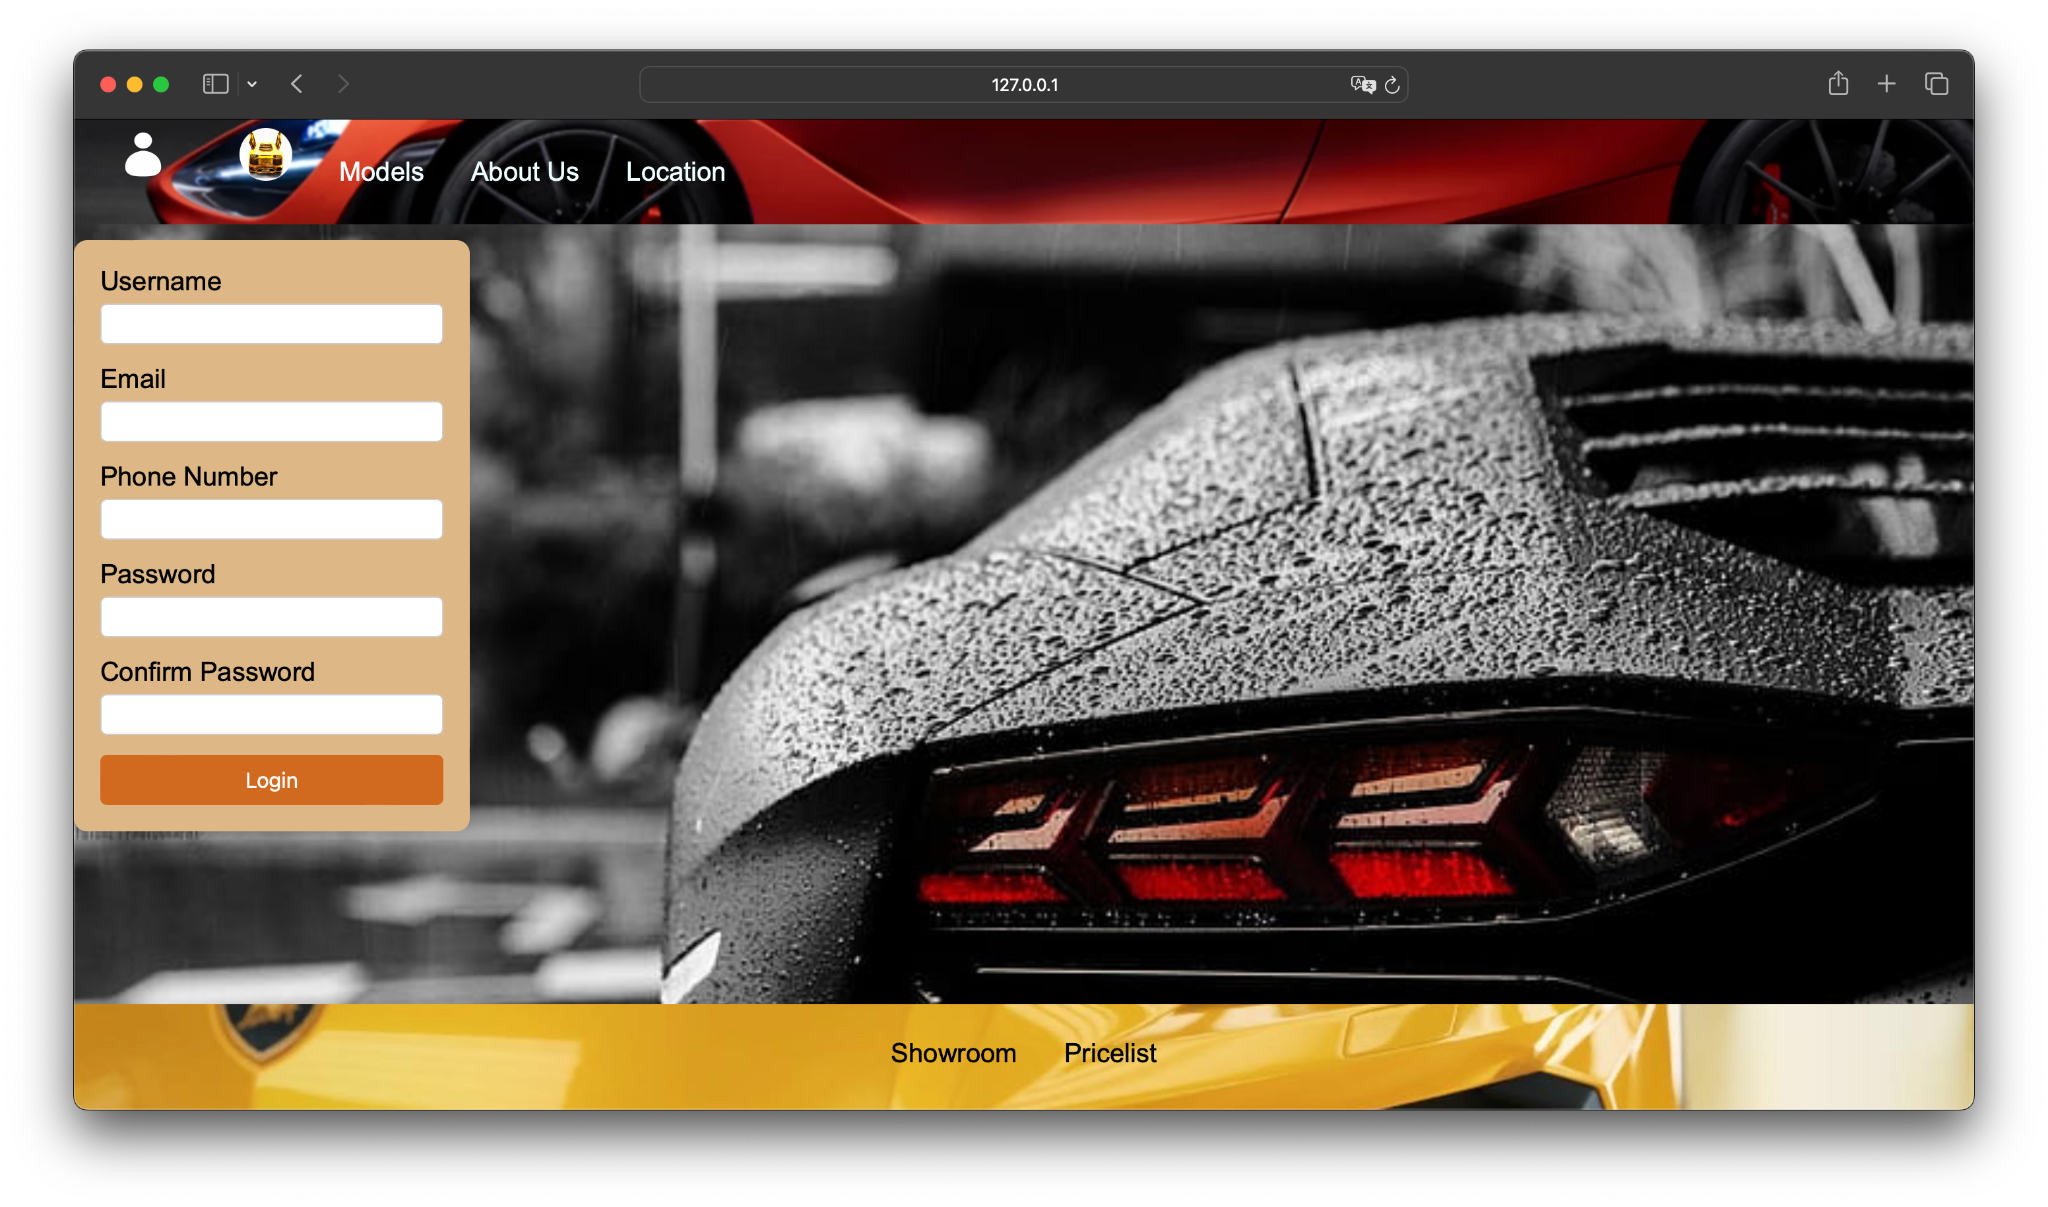 127.0.0.1
Models About Us Location
Username
Email
Phone Number
Password
Confirm Password
Login
Showroom Pricelist